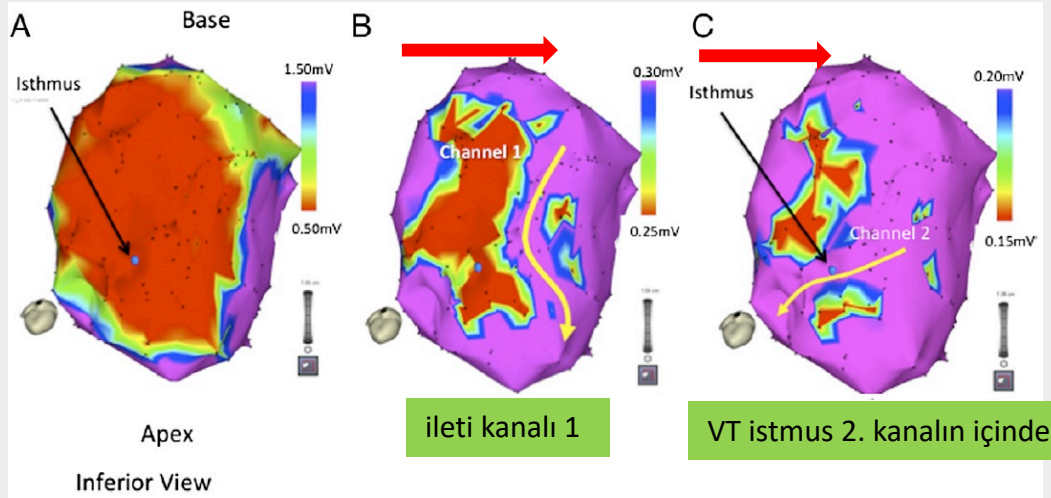 A
Base
Isthmus
1.50mV
0.50mV
Apex
Inferior View
B
Channel 1
0.30mV
0.25mV
ileti kanalı 1
C
Isthmus
0.20mV
0.15mV
Channel 2
VT istmus 2. kanalın içinde